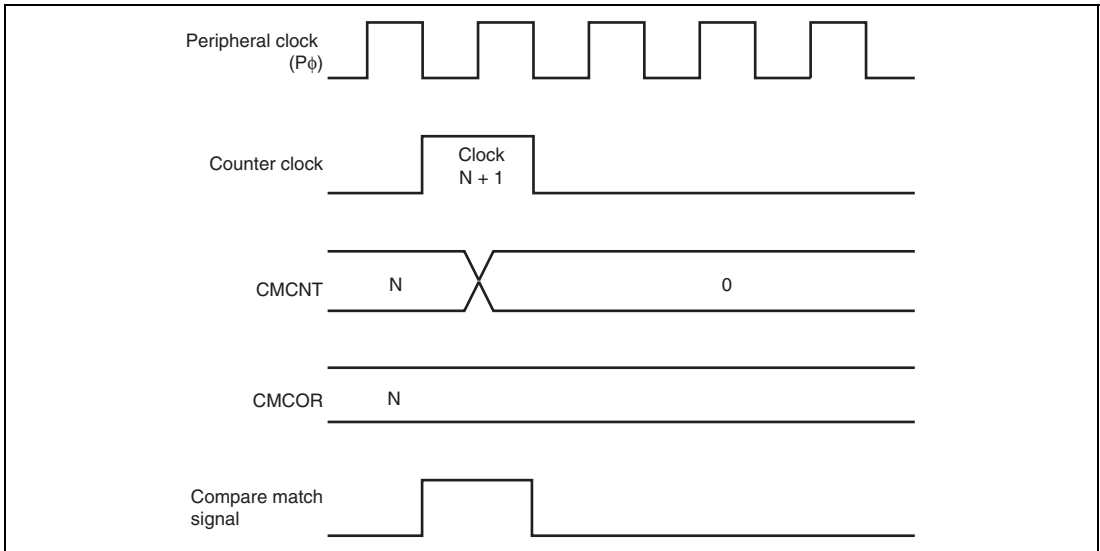 Peripheral clock
(Pϕ)
Counter clock
Clock
N + 1
CMCNT
N
0
CMCOR
N
Compare match
signal